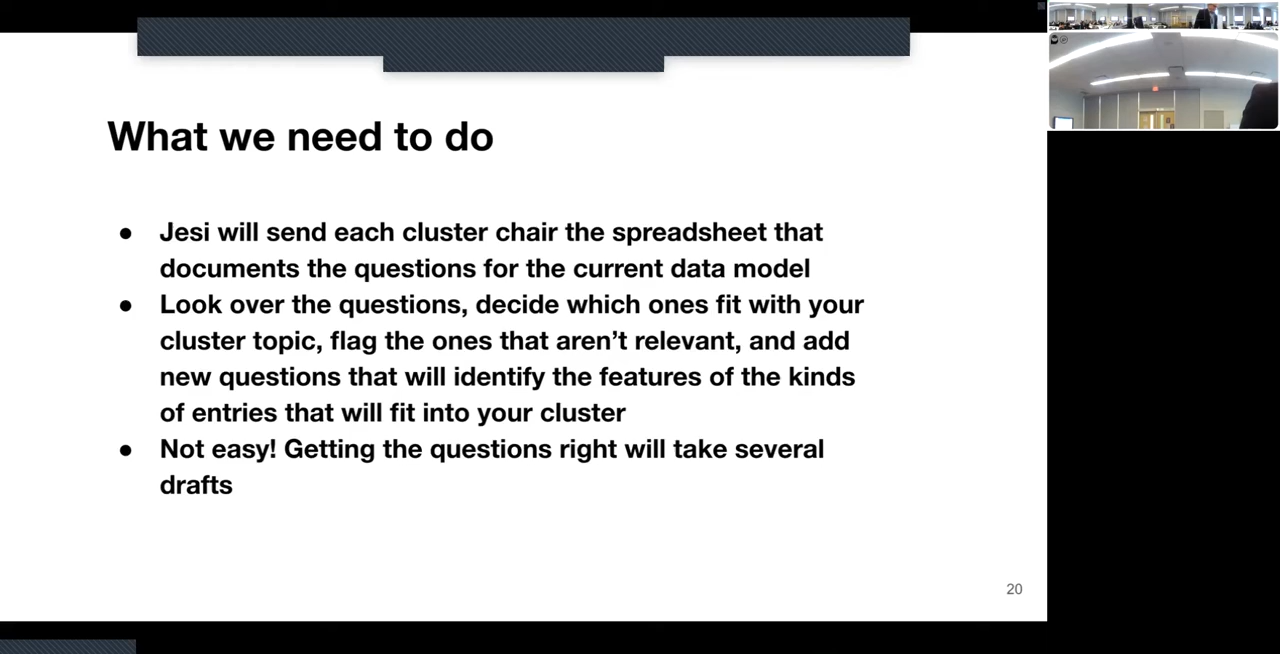 What we need to do
● Jesi will send each cluster chair the spreadsheet that
documents the questions for the current data model
● Look over the questions, decide which ones fit with your
cluster topic, flag the ones that aren’t relevant, and add
new questions that will identify the features of the kinds
of entries that will fit into your cluster
● Not easy! Getting the questions right will take several
drafts
20